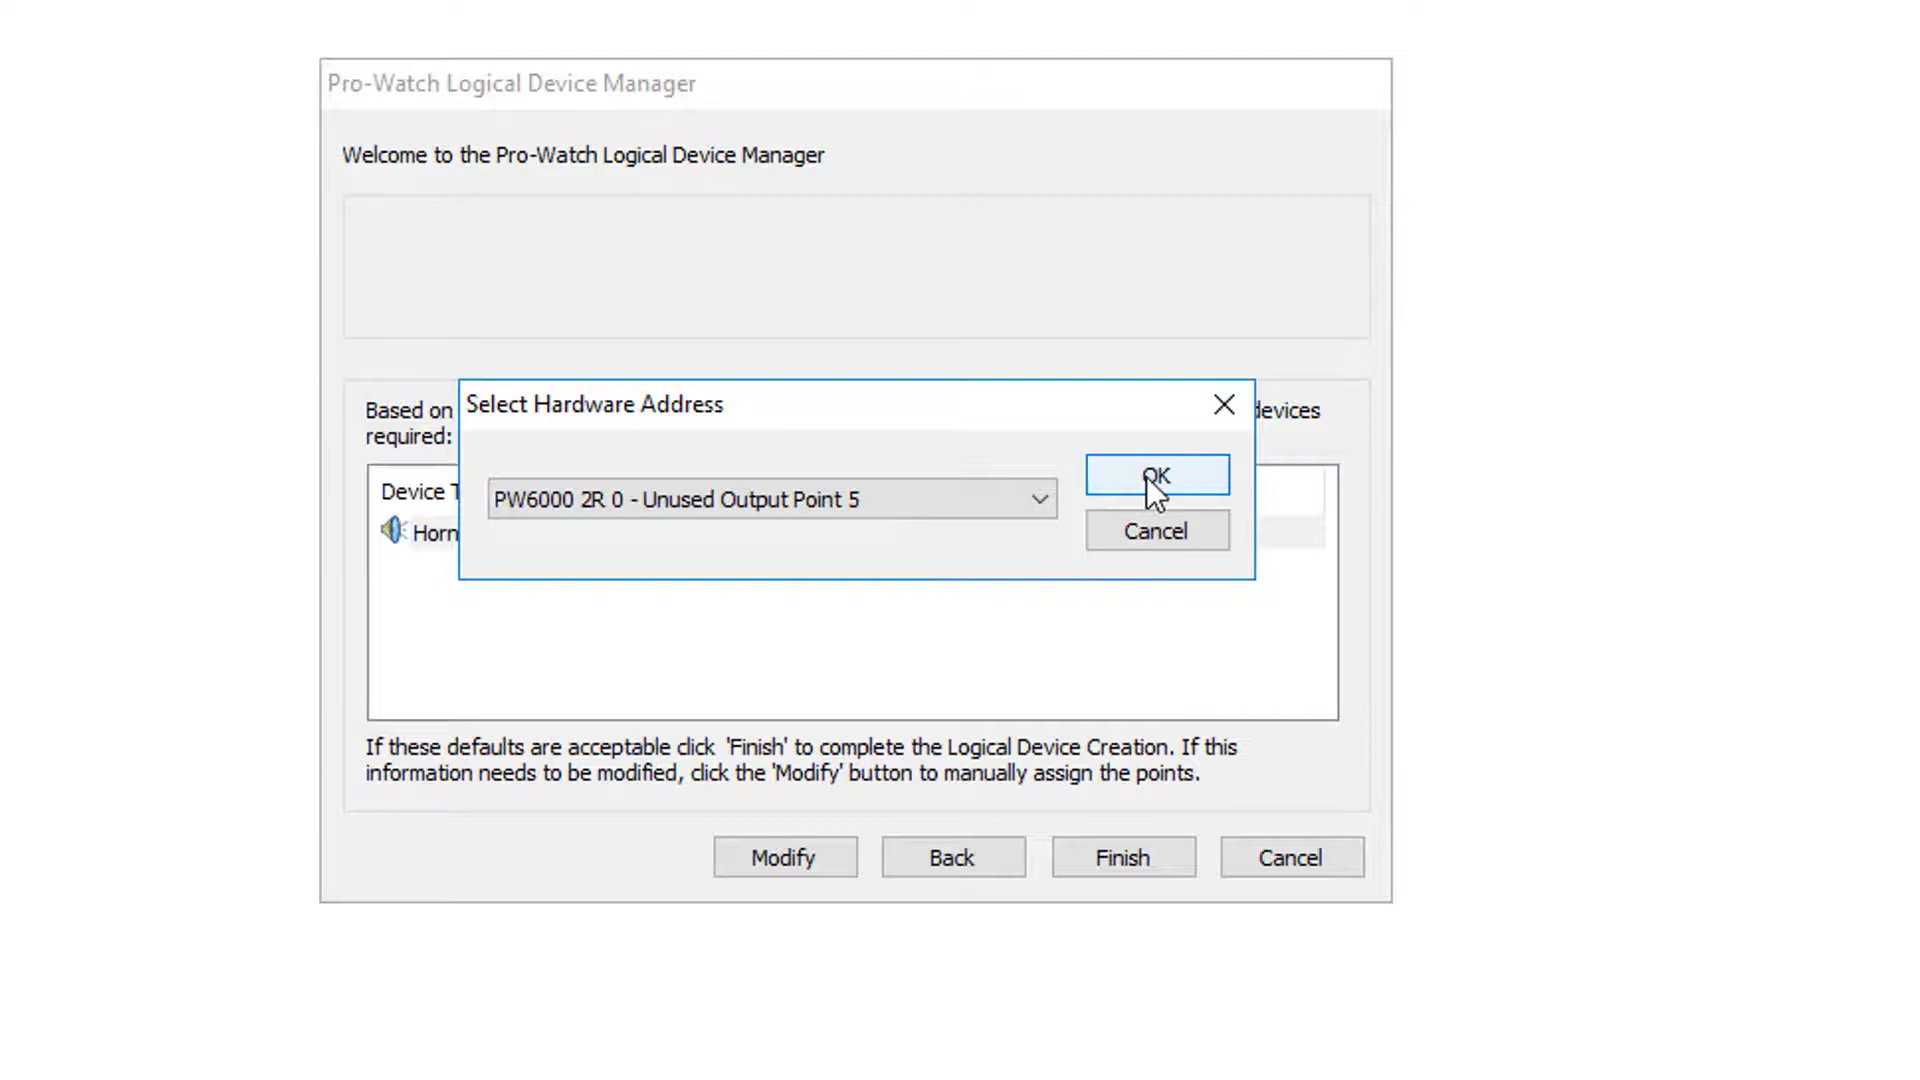 Pro-Watch Logical Device Manager
Welcome to the Pro-Watch Logical Device Manager
Based on
devices
required:
Select Hardware Address
OK
PW6000 2R 0 - Unused Output Point 5
Cancel
Device
Horn
If these defaults are acceptable click 'Finish' to complete the Logical Device Creation. If this
information needs to be modified, click the 'Modify' button to manually assign the points.
Modify
Back
Finish
Cancel